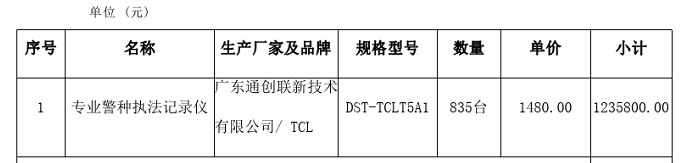 单位（元）
序号 名称 生产厂家及品牌 规格型号 数量 单价 小计
广东通创联新技术
1 专业警种执法记录仪 DST-TCLT5A1 835台 1480.00 1235800.00
有限公司/ TCL